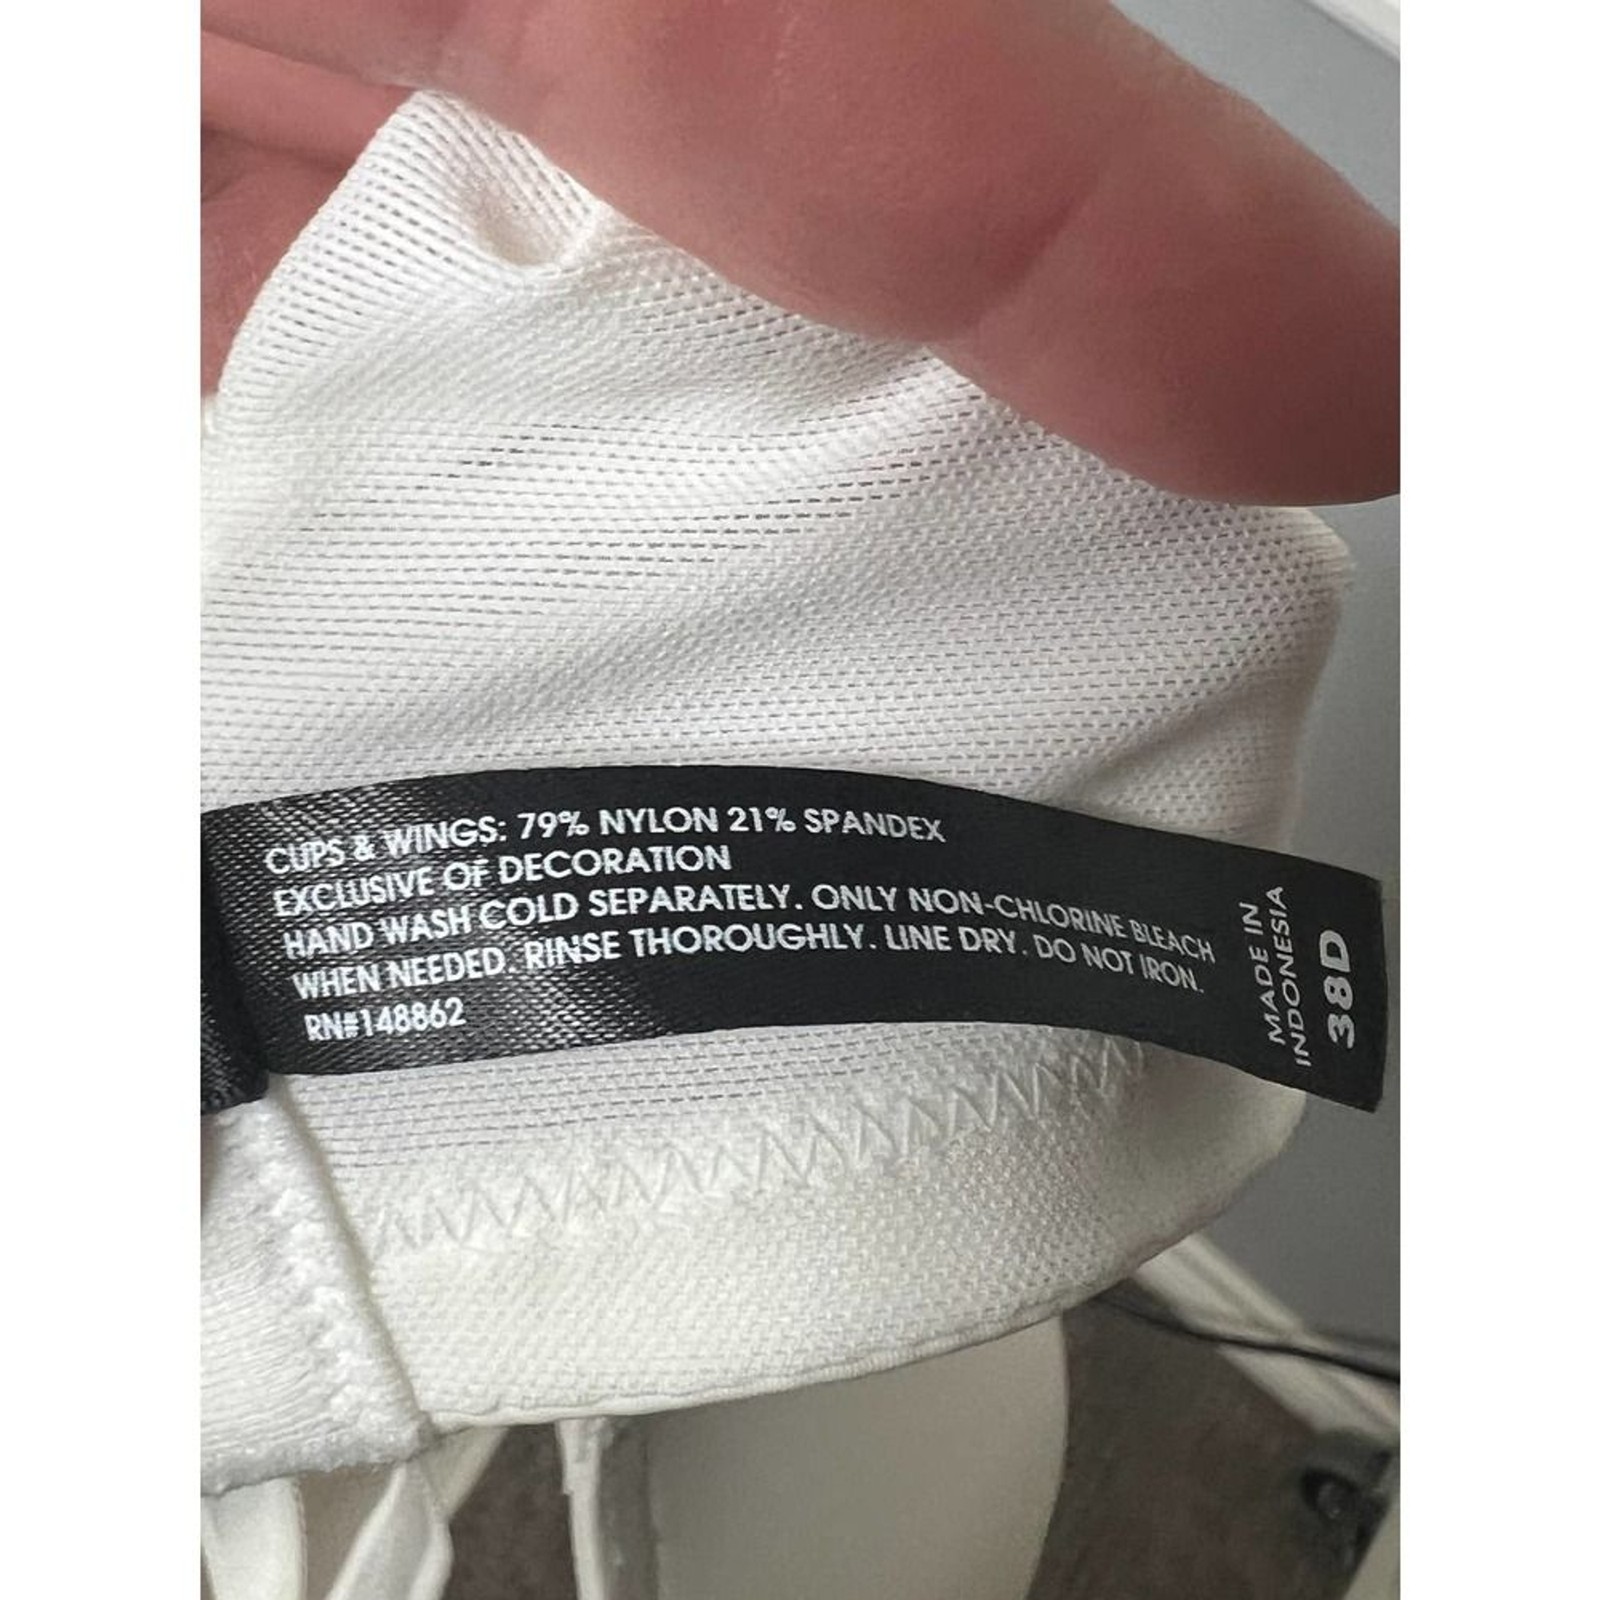 CUPS & WINGS: 79% NYLON 21% SPANDEX
EXCLUSIVE OF DECORATION
HAND WASH COLD SEPARATELY. ONLY NON-CHLORINE BLEACH
WHEN NEEDED. RINSE THOROUGHLY. LINE DRY. DO NOT IRON.
RN#148862
MADE IN
INDONESIA
38D